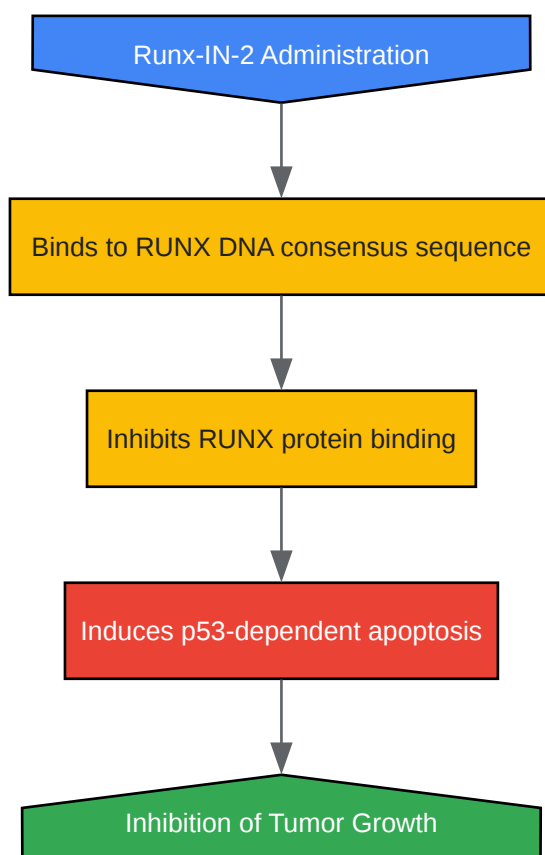 Runx-IN-2 Administration
Binds to RUNX DNA consensus sequence
Inhibits RUNX protein binding
Induces p53-dependent apoptosis
Inhibition of Tumor Growth